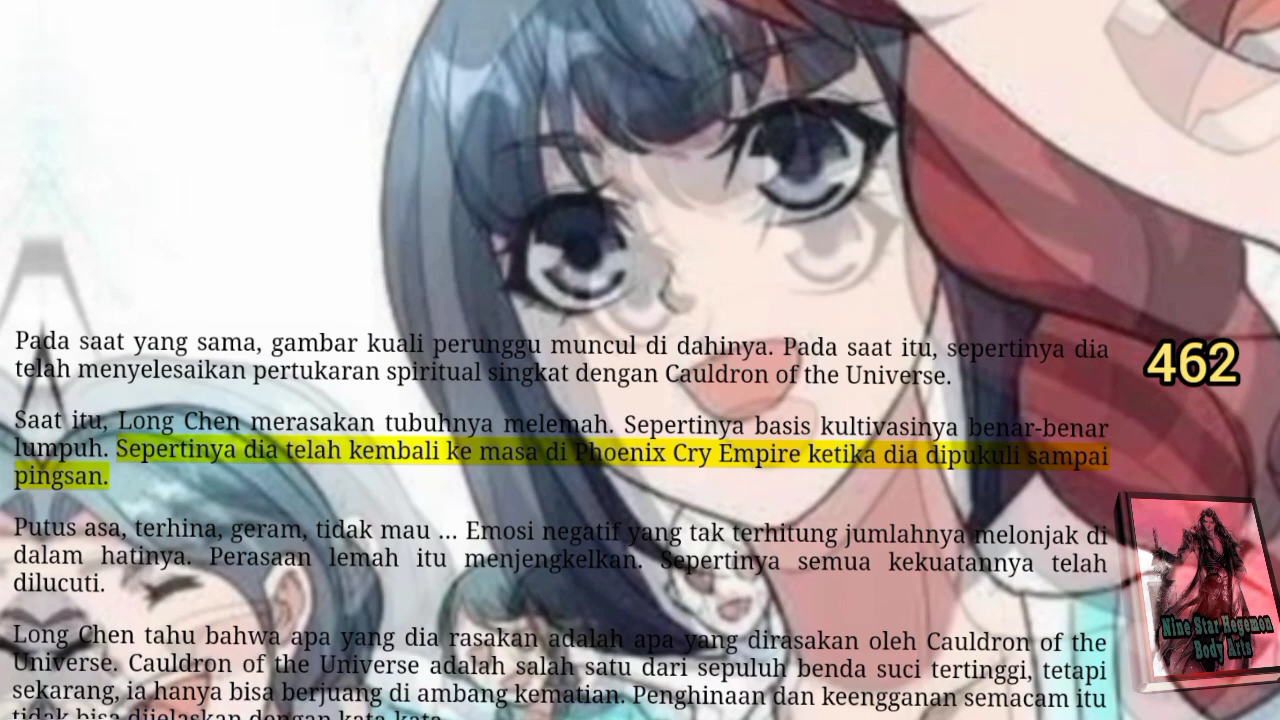 Pada saat yang sama, gambar kuali perunggu muncul di dahinya. Pada saat itu, sepertinya dia
telah menyelesaikan pertukaran spiritual singkat dengan Cauldron of the Universe.
462
Saat itu, Long Chen merasakan tubuhnya melemah. Sepertinya basis kultivasinya benar-benar
lumpuh. Sepertinya dia telah kembali ke masa di Phoenix Cry Empire ketika dia dipukuli sampai
pingsan.
Putus asa, terhina, geram, tidak mau ... Emosi negatif yang tak terhitung jumlahnya melonjak di
dalam hatinya. Perasaan lemah itu menjengkelkan. Sepertinya semua kekuatannya telah
dilucuti.
Long Chen tahu bahwa apa yang dia rasakan adalah apa yang dirasakan oleh Cauldron of the
Universe. Cauldron of the Universe adalah salah satu dari sepuluh benda suci tertinggi, tetapi
sekarang, ia hanya bisa berjuang di ambang kematian. Penghinaan dan keengganan semacam itu
tidak bisa dijelaskan dengan kata-kata.
Nine Star Hegemon
Body Arts